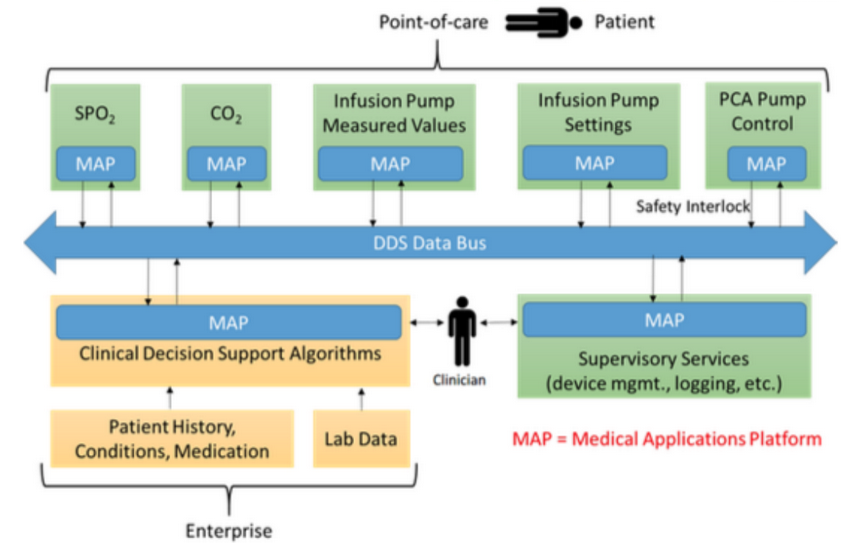 Point-of-care Patient
SPO₂
MAP
CO₂
MAP
Infusion Pump
Measured Values
MAP
Infusion Pump
Settings
MAP
PCA Pump
Control
MAP
Safety Interlock
DDS Data Bus
MAP
Clinical Decision Support Algorithms
Clinician
MAP
Supervisory Services
(device mgmt., logging, etc.)
Patient History,
Conditions, Medication
Lab Data
MAP = Medical Applications Platform
Enterprise